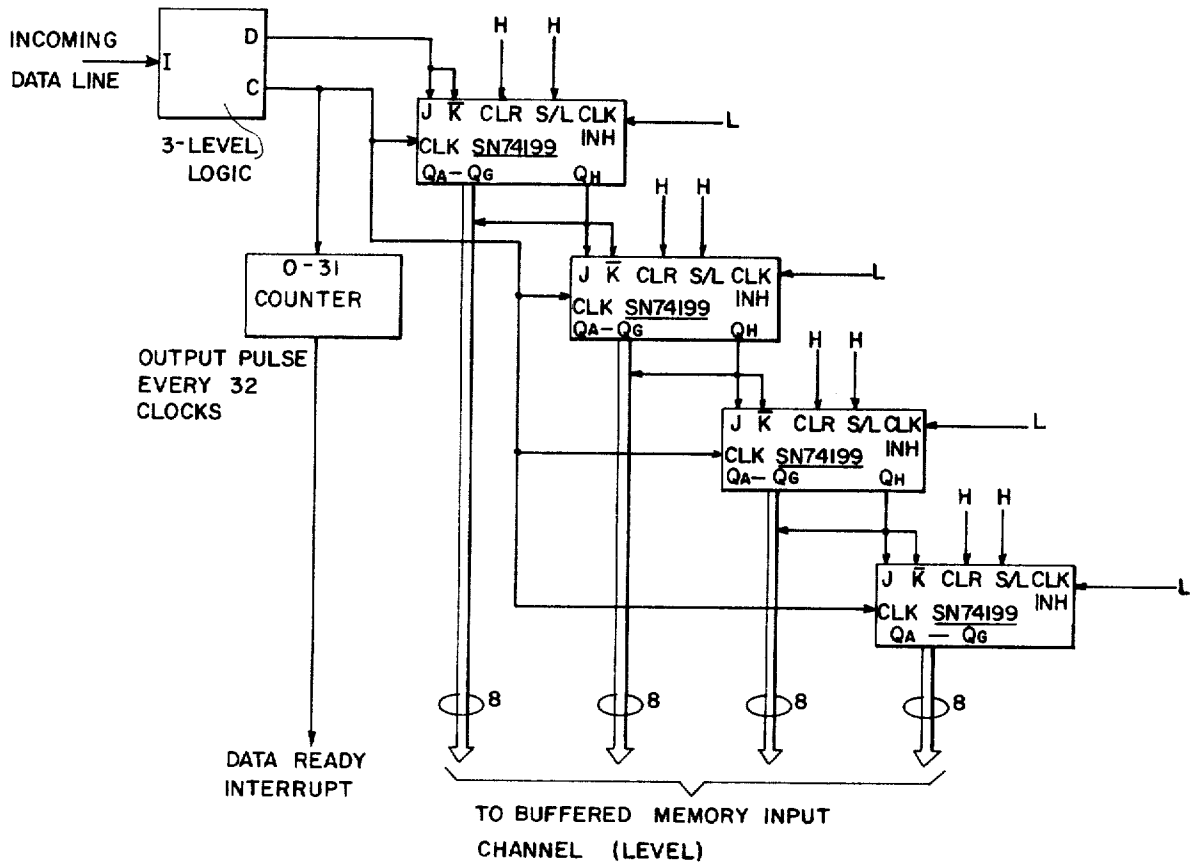 INCOMING
DATA LINE
I
D
C
3-LEVEL
LOGIC
H H
J K̅ CLR S/L CLK
INH
CLK SN74199
QA-QG QH
L
0-31
COUNTER
OUTPUT PULSE
EVERY 32
CLOCKS
H H
J K̅ CLR S/L CLK
INH
CLK SN74199
QA-QG QH
L
H H
J K̅ CLR S/L CLK
INH
CLK SN74199
QA- QG QH
L
H H
J K̅ CLR S/L CLK
INH
CLK SN74199
QA — QG
L
8 8 8 8
DATA READY
INTERRUPT
TO BUFFERED MEMORY INPUT
CHANNEL (LEVEL)